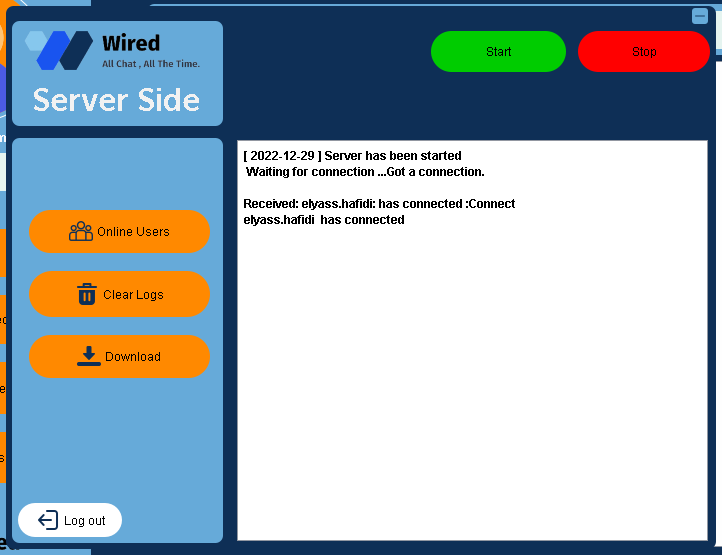 Wired
All Chat , All The Time.
Server Side
Start
Stop
[ 2022-12-29 ] Server has been started
Waiting for connection ...Got a connection.
Received: elyass.hafidi: has connected :Connect
elyass.hafidi  has connected
Online Users
Clear Logs
Download
Log out